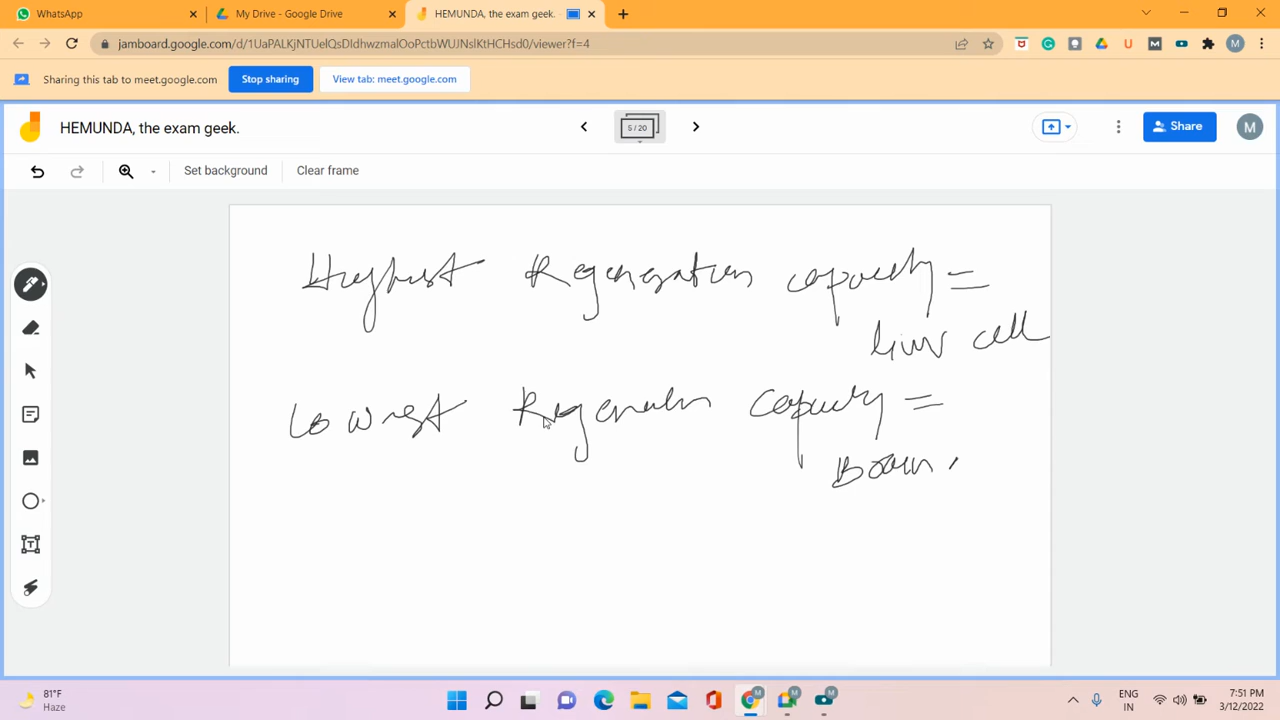 WhatsApp
My Drive - Google Drive
HEMUNDA, the exam geek.
jamboard.google.com/d/1UaPALKjNTUelQsDIdhwzmalOoPctbWUJNslKtHCHsd0/viewer?f=4
Sharing this tab to meet.google.com
Stop sharing
View tab: meet.google.com
HEMUNDA, the exam geek.
5 / 20
Share
M
Set background
Clear frame
Highest Regeneration capacity =
liver cell
Lowest Regeneration capacity =
Brain
81°F
Haze
ENG
IN
7:51 PM
3/12/2022